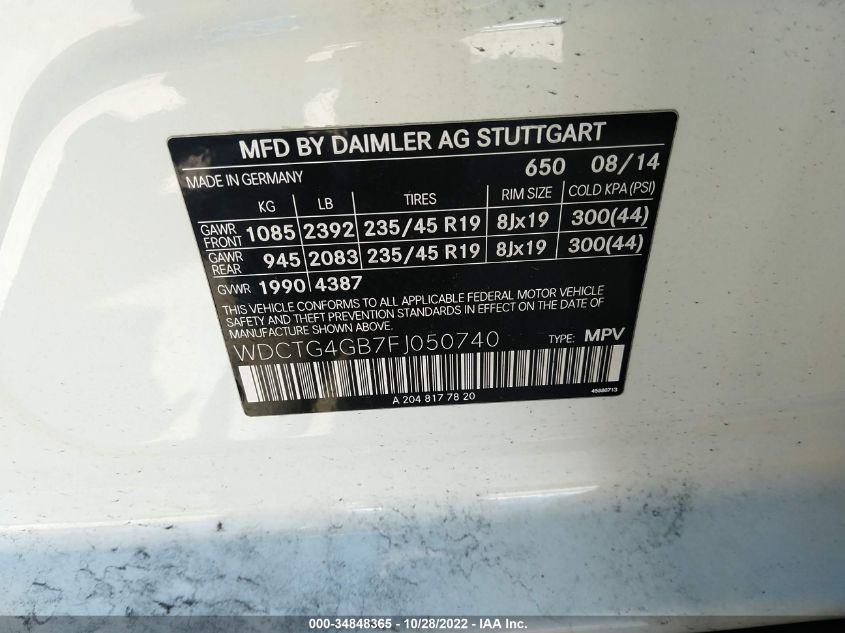 MFD BY DAIMLER AG STUTTGART
MADE IN GERMANY 650 08/14
KG LB TIRES RIM SIZE COLD KPA (PSI)
GAWR FRONT 1085 2392 235/45 R19 8Jx19 300(44)
GAWR REAR 945 2083 235/45 R19 8Jx19 300(44)
GVWR 1990 4387
THIS VEHICLE CONFORMS TO ALL APPLICABLE FEDERAL MOTOR VEHICLE
SAFETY AND THEFT PREVENTION STANDARDS IN EFFECT ON THE DATE OF
MANUFACTURE SHOWN ABOVE.
WDCTG4GB7FJ050740 TYPE: MPV
A 204 817 78 20 45880713
000-34848365 - 10/28/2022 - IAA Inc.